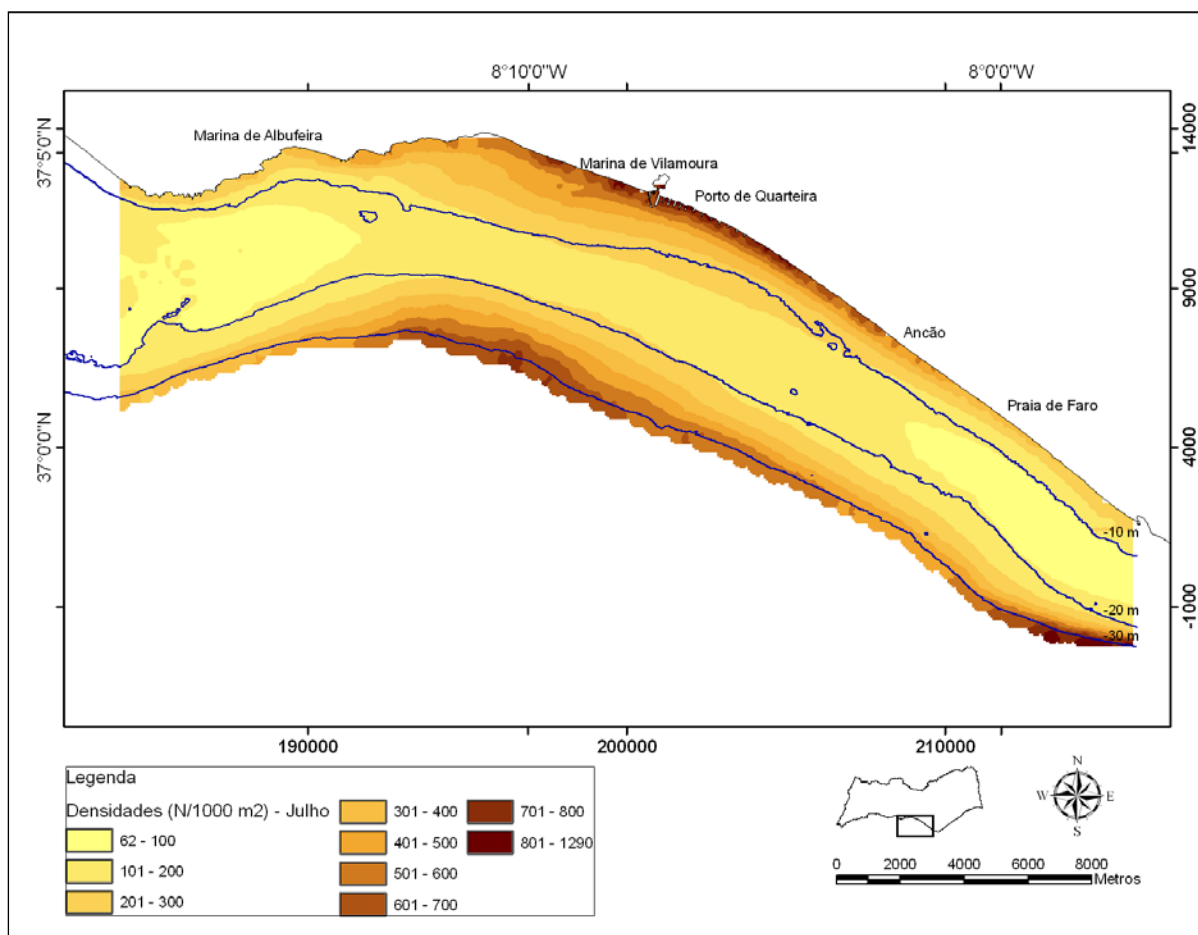 8°10'0"W
8°0'0"W
37°5'0"N
37°0'0"N
14000
9000
4000
-1000
Marina de Albufeira
Marina de Vilamoura
Porto de Quarteira
Ancão
Praia de Faro
-10 m
-20 m
-30 m
190000
200000
210000
Legenda
Densidades (N/1000 m2) - Julho
62 - 100
101 - 200
201 - 300
301 - 400
401 - 500
501 - 600
601 - 700
701 - 800
801 - 1290
N
W
E
S
0 2000 4000 6000 8000
Metros